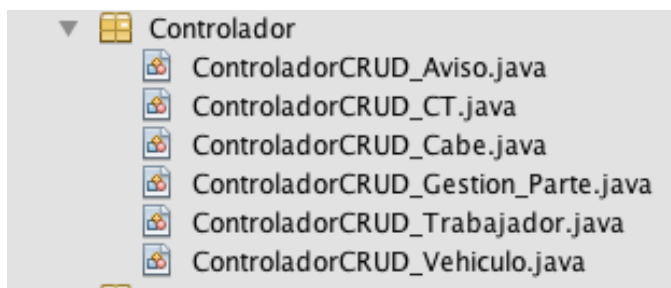 Controlador
ControladorCRUD_Aviso.java
ControladorCRUD_CT.java
ControladorCRUD_Cabe.java
ControladorCRUD_Gestion_Parte.java
ControladorCRUD_Trabajador.java
ControladorCRUD_Vehiculo.java